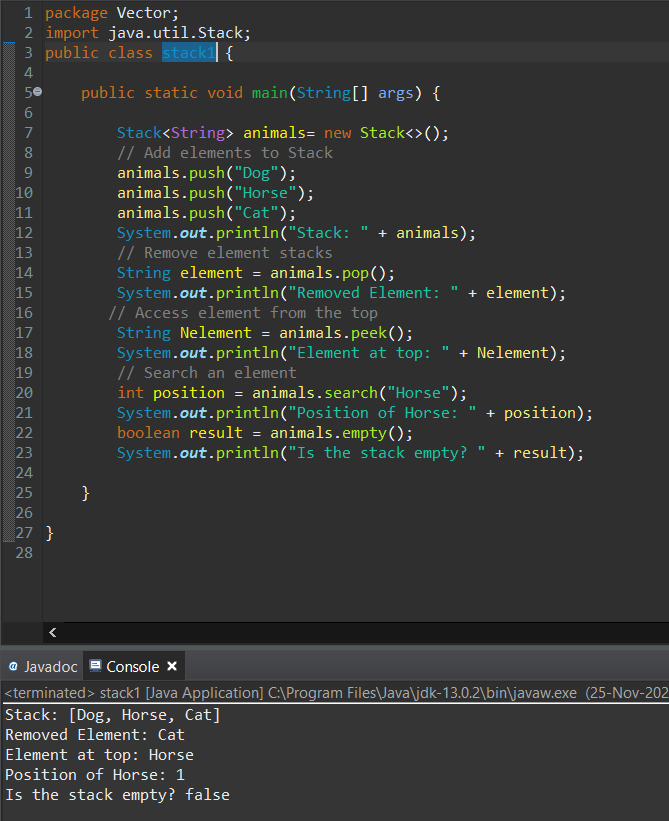 1 package Vector;
2 import java.util.Stack;
3 public class stack1 {
4
5     public static void main(String[] args) {
6
7         Stack<String> animals= new Stack<>();
8         // Add elements to Stack
9         animals.push("Dog");
10         animals.push("Horse");
11         animals.push("Cat");
12         System.out.println("Stack: " + animals);
13         // Remove element stacks
14         String element = animals.pop();
15         System.out.println("Removed Element: " + element);
16        // Access element from the top
17         String Nelement = animals.peek();
18         System.out.println("Element at top: " + Nelement);
19         // Search an element
20         int position = animals.search("Horse");
21         System.out.println("Position of Horse: " + position);
22         boolean result = animals.empty();
23         System.out.println("Is the stack empty? " + result);
24
25     }
26
27 }
28
@ Javadoc Console
<terminated> stack1 [Java Application] C:\Program Files\Java\jdk-13.0.2\bin\javaw.exe (25-Nov-202
Stack: [Dog, Horse, Cat]
Removed Element: Cat
Element at top: Horse
Position of Horse: 1
Is the stack empty? false